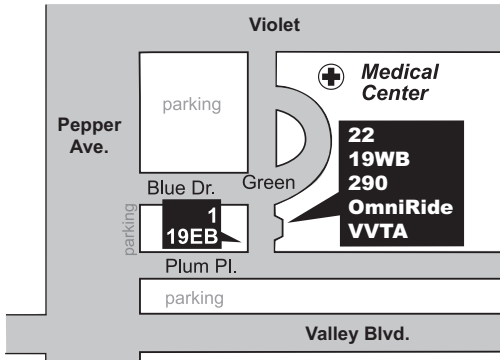 Violet
Medical
Center
parking
Pepper
Ave.
22
19WB
290
OmniRide
VVTA
Blue Dr.
Green
parking
1
19EB
Plum Pl.
parking
Valley Blvd.